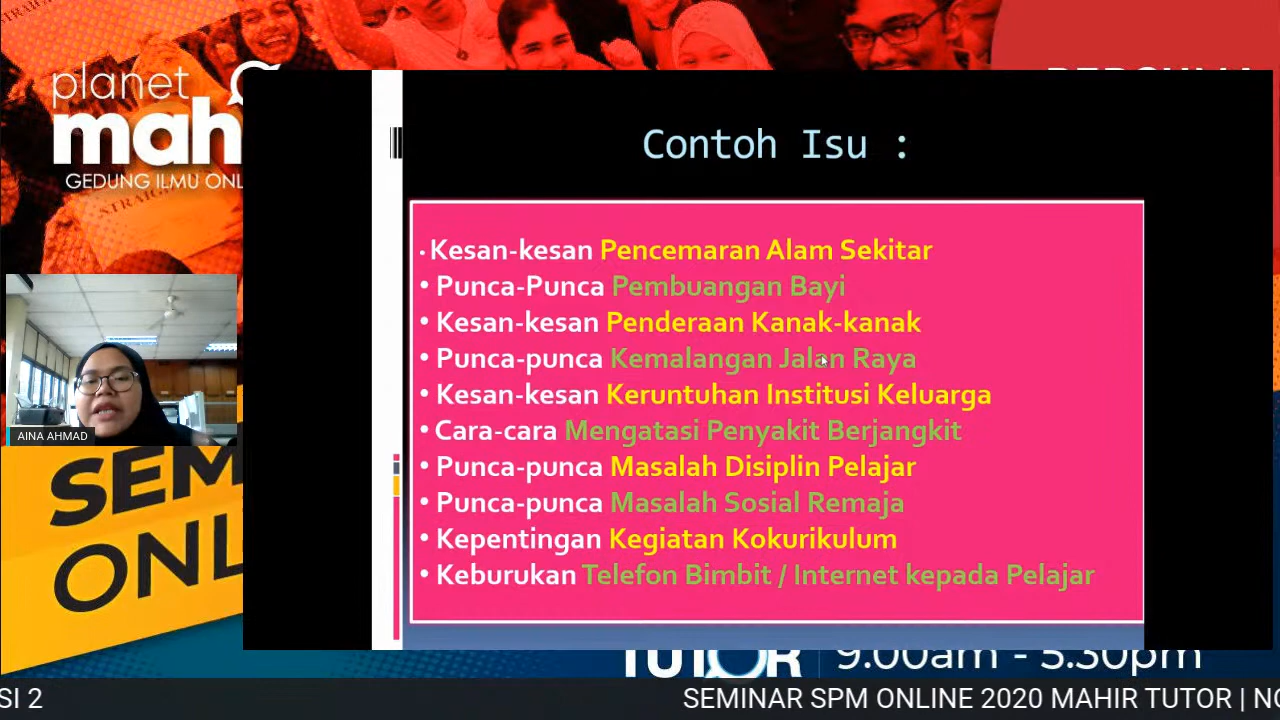 planet
mah
GEDUNG ILMU ONL
Contoh Isu :
• Kesan-kesan Pencemaran Alam Sekitar
• Punca-Punca Pembuangan Bayi
• Kesan-kesan Penderaan Kanak-kanak
• Punca-punca Kemalangan Jalan Raya
• Kesan-kesan Keruntuhan Institusi Keluarga
• Cara-cara Mengatasi Penyakit Berjangkit
• Punca-punca Masalah Disiplin Pelajar
• Punca-punca Masalah Sosial Remaja
• Kepentingan Kegiatan Kokurikulum
• Keburukan Telefon Bimbit / Internet kepada Pelajar
AINA AHMAD
SEM
ONL
TUTOR 9.00am - 5.30pm
SI 2 SEMINAR SPM ONLINE 2020 MAHIR TUTOR | NO